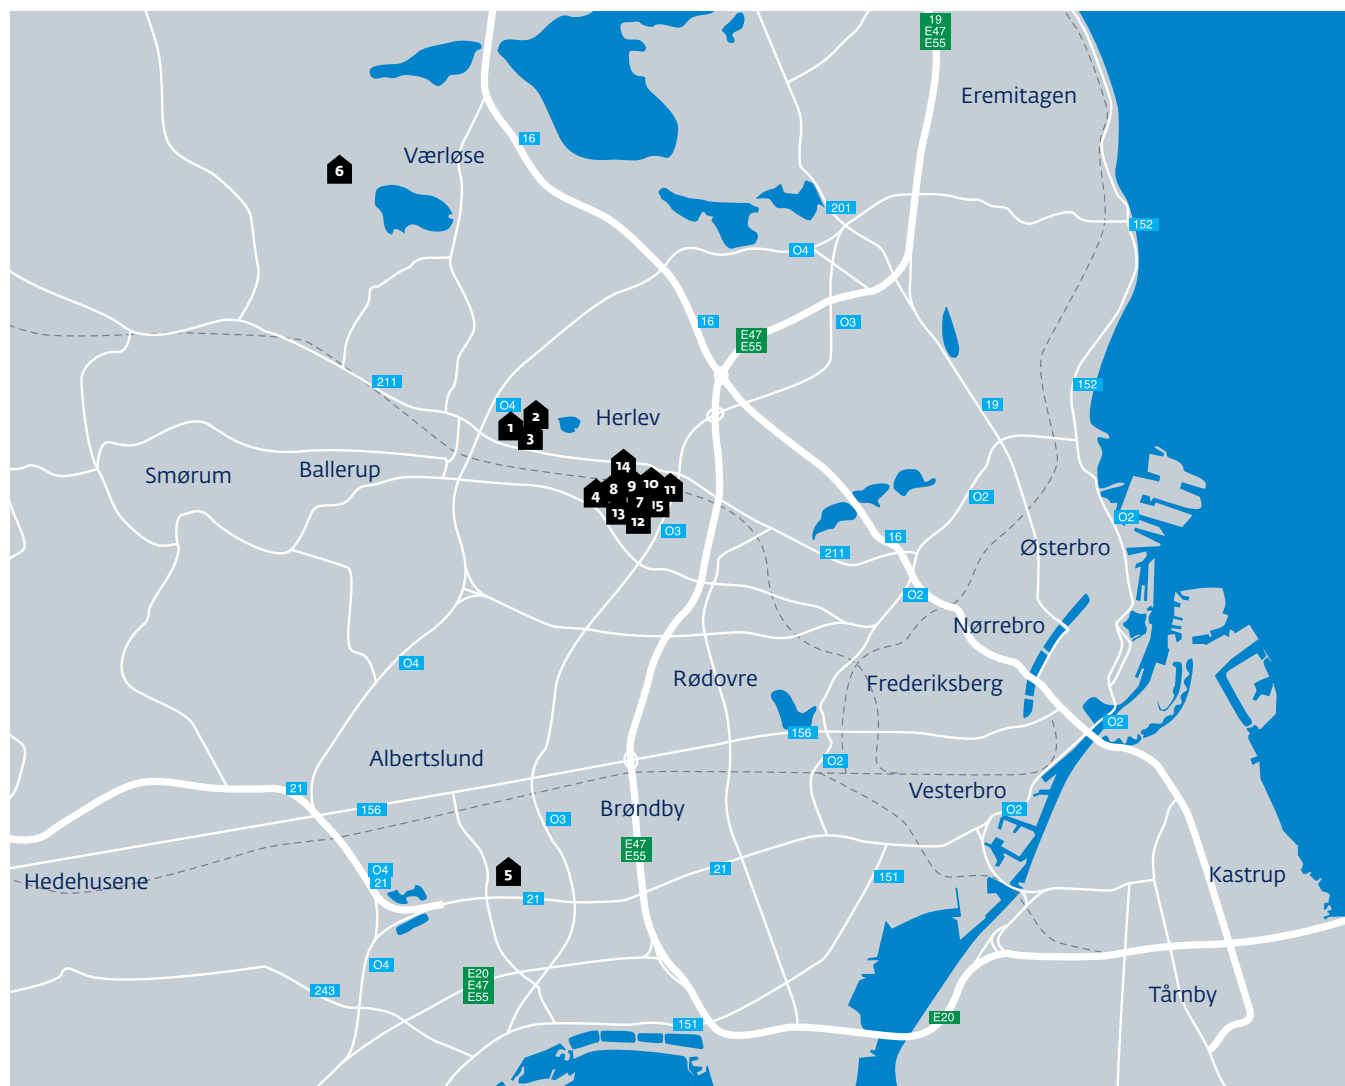 19
E47
E55
Eremitagen
16
Værløse
6
201
152
O4
16
O3
E47
E55
211
152
O4
19
2
1
3
Herlev
14
Smørum
Ballerup
10
9
8
11
4
7
15
13
12
O2
O2
O3
16
Østerbro
211
O2
Nørrebro
O4
Rødovre
Frederiksberg
O2
156
Albertslund
O2
21
Vesterbro
156
Brøndby
O2
O3
E47
E55
O4
21
21
5
151
Kastrup
Hedehusene
21
O4
E20
E47
E55
243
Tårnby
E20
151